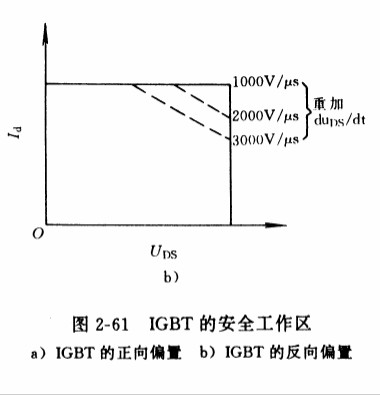 1000V/μs
2000V/μs
3000V/μs
重加
du_DS/dt
I_d
O
U_DS
b)
图 2-61 IGBT 的安全工作区
a) IGBT 的正向偏置 b) IGBT 的反向偏置